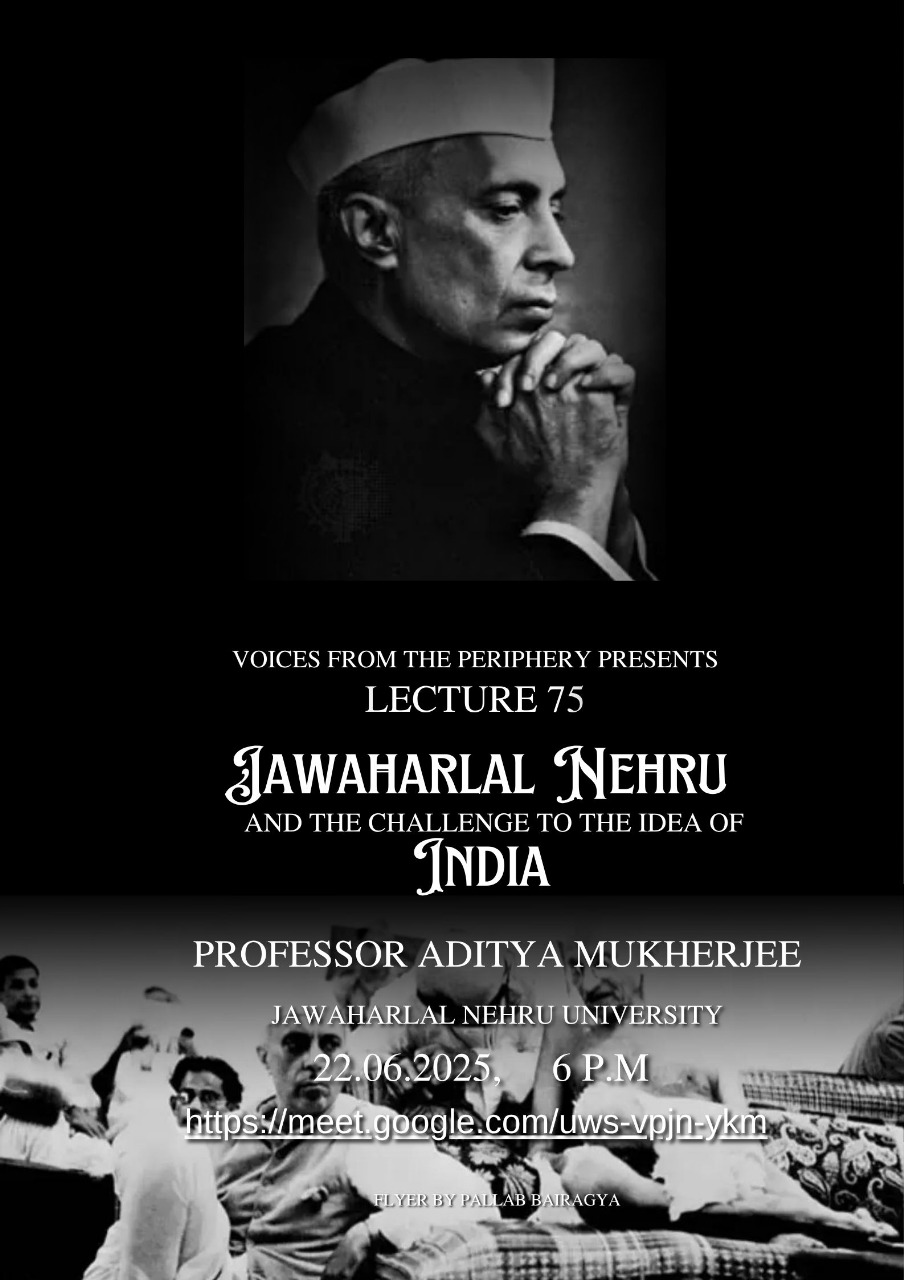 VOICES FROM THE PERIPHERY PRESENTS
LECTURE 75
JAWAHARLAL NEHRU
AND THE CHALLENGE TO THE IDEA OF
INDIA
PROFESSOR ADITYA MUKHERJEE
JAWAHARLAL NEHRU UNIVERSITY
22.06.2025, 6 P.M
https://meet.google.com/uws-vpjn-ykm
FLYER BY PALLAB BAIRAGYA